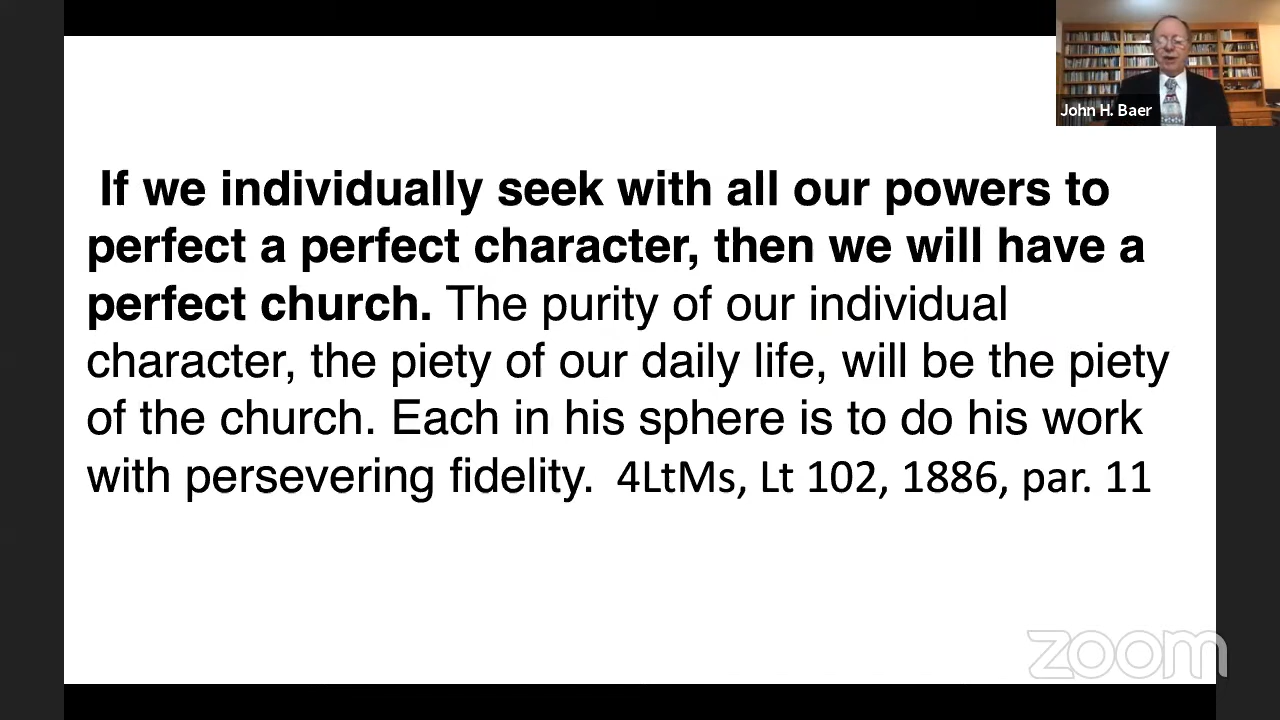 John H. Baer
If we individually seek with all our powers to
perfect a perfect character, then we will have a
perfect church. The purity of our individual
character, the piety of our daily life, will be the piety
of the church. Each in his sphere is to do his work
with persevering fidelity. 4LtMs, Lt 102, 1886, par. 11
zoom